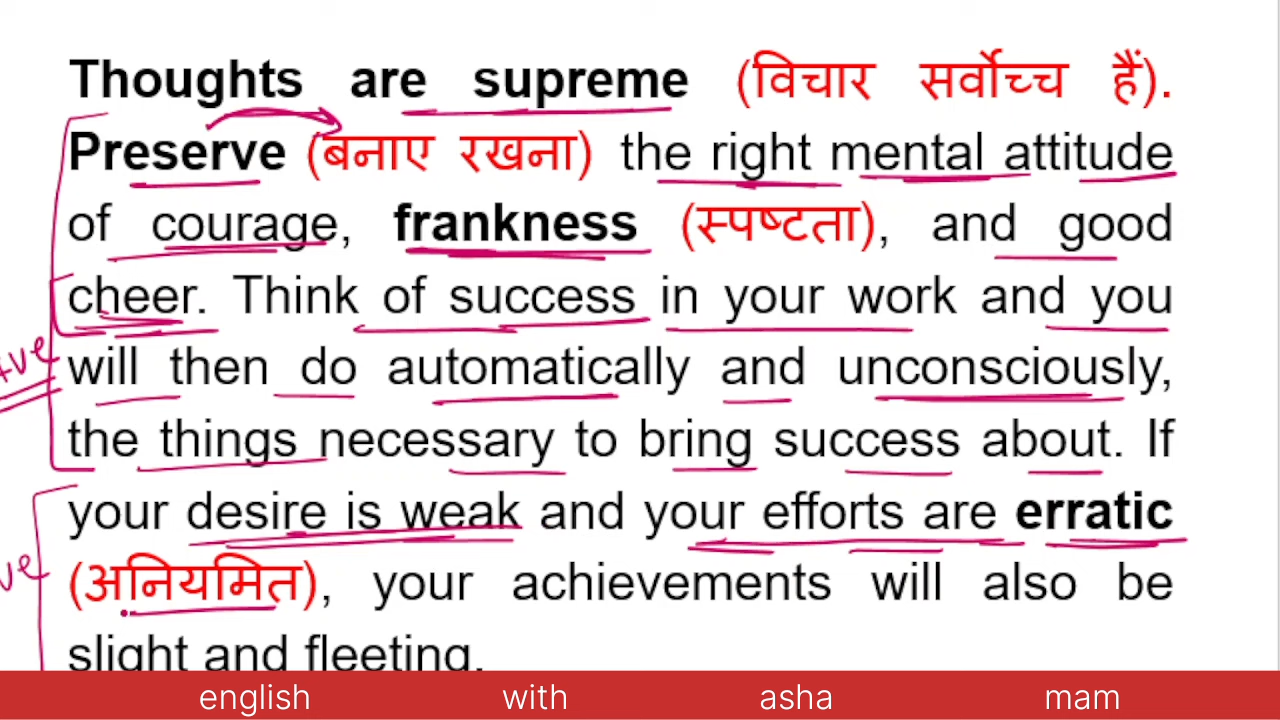 Thoughts are supreme (विचार सर्वोच्च हैं).
Preserve (बनाए रखना) the right mental attitude
of courage, frankness (स्पष्टता), and good
cheer. Think of success in your work and you
+ve
will then do automatically and unconsciously,
the things necessary to bring success about. If
your desire is weak and your efforts are erratic
ve
(अनियमित), your achievements will also be
slight and fleeting.
english with asha mam